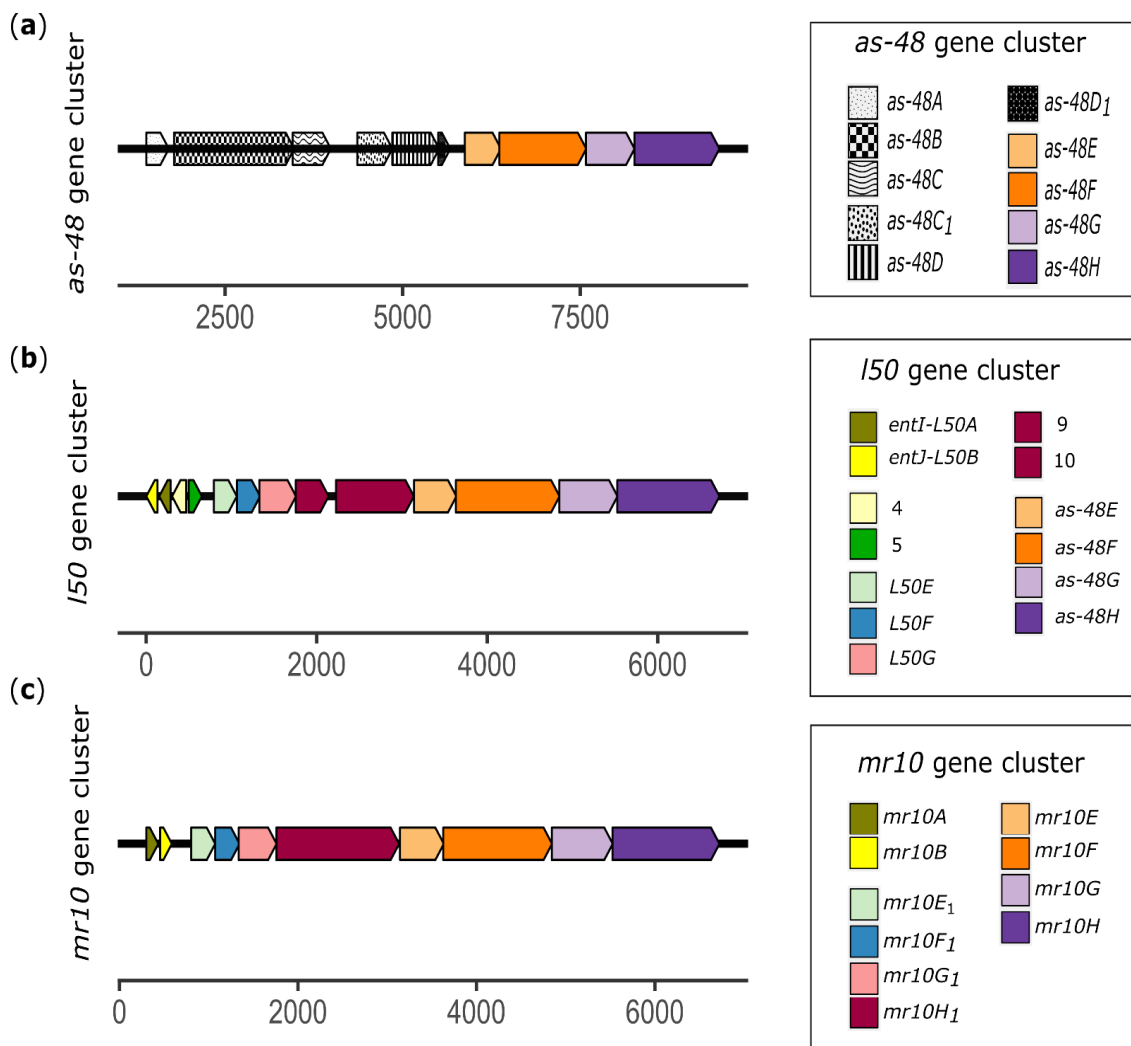 (a)
as-48 gene cluster
2500 5000 7500
as-48 gene cluster
as-48A
as-48B
as-48C
as-48C1
as-48D
as-48D1
as-48E
as-48F
as-48G
as-48H
(b)
l50 gene cluster
0 2000 4000 6000
l50 gene cluster
entI-L50A
entJ-L50B
4
5
L50E
L50F
L50G
9
10
as-48E
as-48F
as-48G
as-48H
(c)
mr10 gene cluster
0 2000 4000 6000
mr10 gene cluster
mr10A
mr10B
mr10E1
mr10F1
mr10G1
mr10H1
mr10E
mr10F
mr10G
mr10H